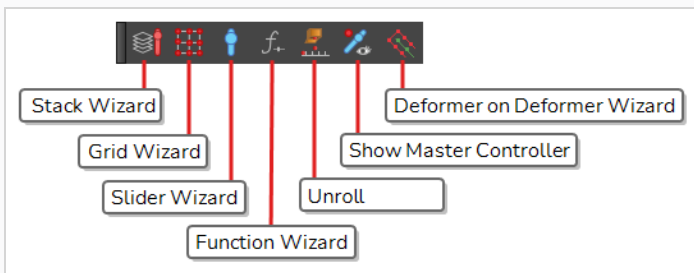 Stack Wizard
Deformer on Deformer Wizard
Grid Wizard
Show Master Controller
Slider Wizard
Unroll
Function Wizard